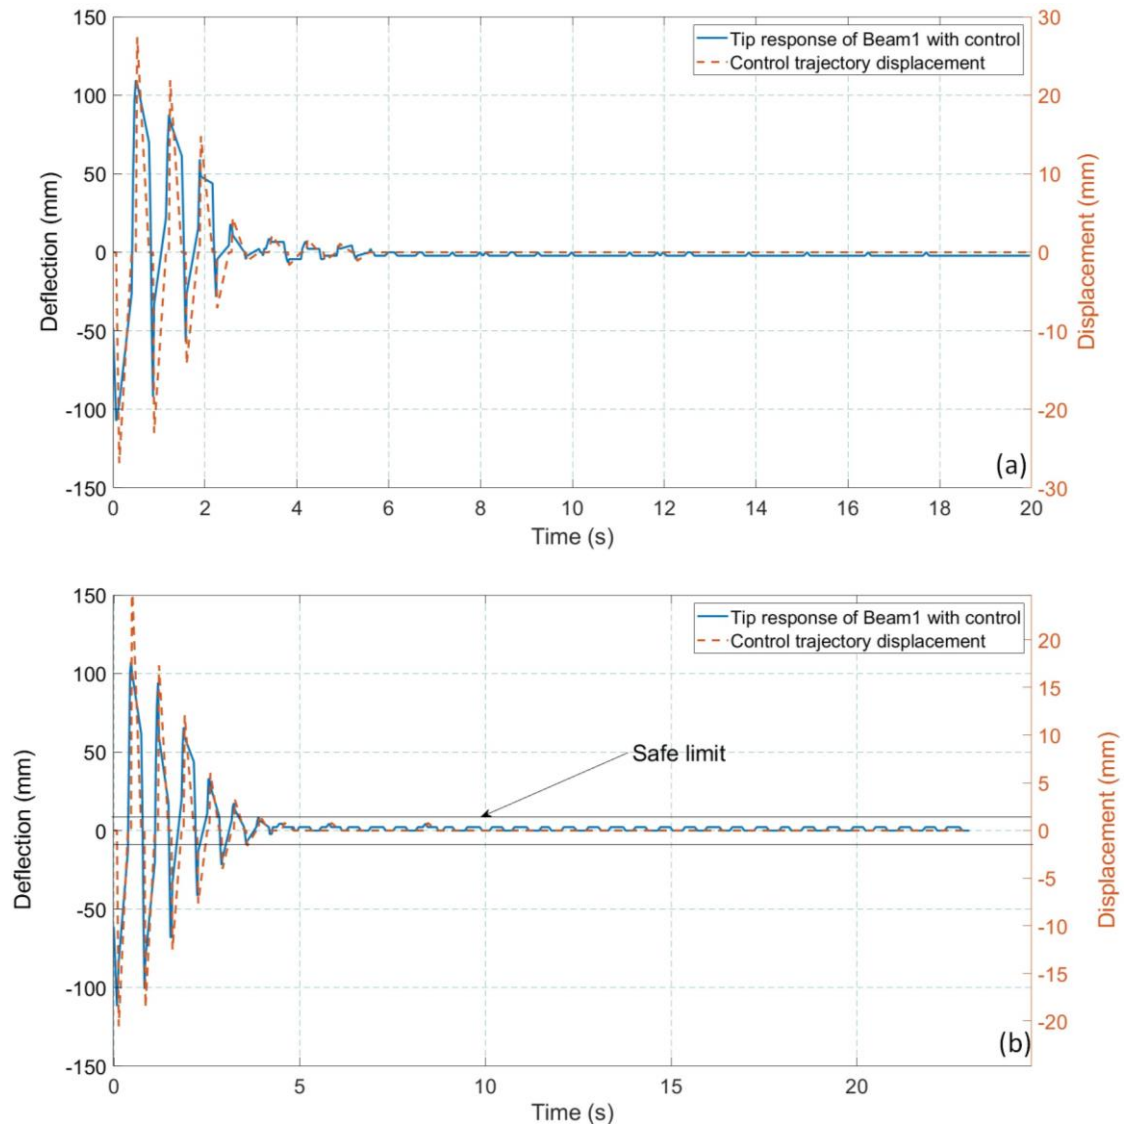 150
100
50
0
-50
-100
-150
Deflection (mm)
30
20
10
0
-10
-20
-30
Displacement (mm)
Tip response of Beam1 with control
Control trajectory displacement
(a)
0 2 4 6 8 10 12 14 16 18 20
Time (s)
150
100
50
0
-50
-100
-150
Deflection (mm)
20
15
10
5
0
-5
-10
-15
-20
Displacement (mm)
Tip response of Beam1 with control
Control trajectory displacement
Safe limit
(b)
0 5 10 15 20
Time (s)